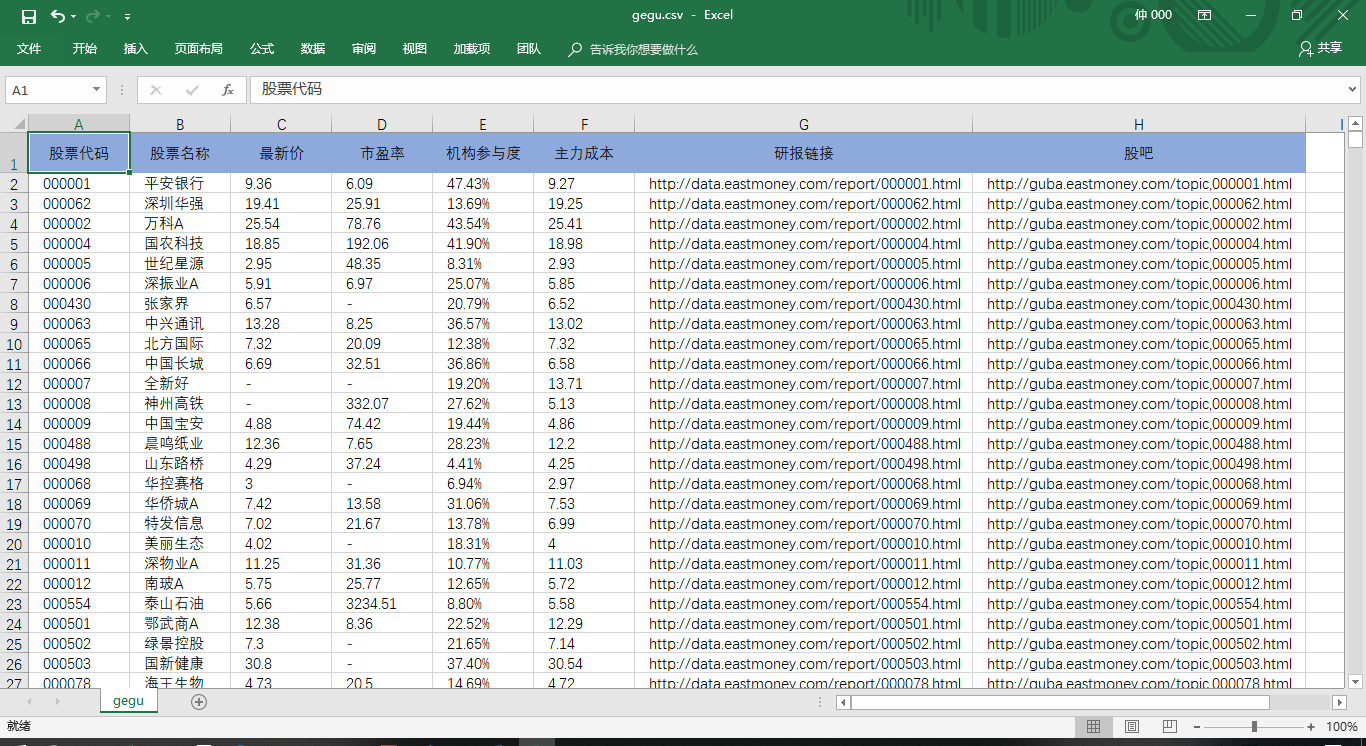 gegu.csv - Excel
仲 000
文件 开始 插入 页面布局 公式 数据 审阅 视图 加载项 团队 告诉我你想要做什么 共享
A1 fx 股票代码
A B C D E F G H I
1 股票代码 股票名称 最新价 市盈率 机构参与度 主力成本 研报链接 股吧
2 000001 平安银行 9.36 6.09 47.43% 9.27 http://data.eastmoney.com/report/000001.html http://guba.eastmoney.com/topic,000001.html
3 000062 深圳华强 19.41 25.91 13.69% 19.25 http://data.eastmoney.com/report/000062.html http://guba.eastmoney.com/topic,000062.html
4 000002 万科A 25.54 78.76 43.54% 25.41 http://data.eastmoney.com/report/000002.html http://guba.eastmoney.com/topic,000002.html
5 000004 国农科技 18.85 192.06 41.90% 18.98 http://data.eastmoney.com/report/000004.html http://guba.eastmoney.com/topic,000004.html
6 000005 世纪星源 2.95 48.35 8.31% 2.93 http://data.eastmoney.com/report/000005.html http://guba.eastmoney.com/topic,000005.html
7 000006 深振业A 5.91 6.97 25.07% 5.85 http://data.eastmoney.com/report/000006.html http://guba.eastmoney.com/topic,000006.html
8 000430 张家界 6.57 - 20.79% 6.52 http://data.eastmoney.com/report/000430.html http://guba.eastmoney.com/topic,000430.html
9 000063 中兴通讯 13.28 8.25 36.57% 13.02 http://data.eastmoney.com/report/000063.html http://guba.eastmoney.com/topic,000063.html
10 000065 北方国际 7.32 20.09 12.38% 7.32 http://data.eastmoney.com/report/000065.html http://guba.eastmoney.com/topic,000065.html
11 000066 中国长城 6.69 32.51 36.86% 6.58 http://data.eastmoney.com/report/000066.html http://guba.eastmoney.com/topic,000066.html
12 000007 全新好 - - 19.20% 13.71 http://data.eastmoney.com/report/000007.html http://guba.eastmoney.com/topic,000007.html
13 000008 神州高铁 - 332.07 27.62% 5.13 http://data.eastmoney.com/report/000008.html http://guba.eastmoney.com/topic,000008.html
14 000009 中国宝安 4.88 74.42 19.44% 4.86 http://data.eastmoney.com/report/000009.html http://guba.eastmoney.com/topic,000009.html
15 000488 晨鸣纸业 12.36 7.65 28.23% 12.2 http://data.eastmoney.com/report/000488.html http://guba.eastmoney.com/topic,000488.html
16 000498 山东路桥 4.29 37.24 4.41% 4.25 http://data.eastmoney.com/report/000498.html http://guba.eastmoney.com/topic,000498.html
17 000068 华控赛格 3 - 6.94% 2.97 http://data.eastmoney.com/report/000068.html http://guba.eastmoney.com/topic,000068.html
18 000069 华侨城A 7.42 13.58 31.06% 7.53 http://data.eastmoney.com/report/000069.html http://guba.eastmoney.com/topic,000069.html
19 000070 特发信息 7.02 21.67 13.78% 6.99 http://data.eastmoney.com/report/000070.html http://guba.eastmoney.com/topic,000070.html
20 000010 美丽生态 4.02 - 18.31% 4 http://data.eastmoney.com/report/000010.html http://guba.eastmoney.com/topic,000010.html
21 000011 深物业A 11.25 31.36 10.77% 11.03 http://data.eastmoney.com/report/000011.html http://guba.eastmoney.com/topic,000011.html
22 000012 南玻A 5.75 25.77 12.65% 5.72 http://data.eastmoney.com/report/000012.html http://guba.eastmoney.com/topic,000012.html
23 000554 泰山石油 5.66 3234.51 8.80% 5.58 http://data.eastmoney.com/report/000554.html http://guba.eastmoney.com/topic,000554.html
24 000501 鄂武商A 12.38 8.36 22.52% 12.29 http://data.eastmoney.com/report/000501.html http://guba.eastmoney.com/topic,000501.html
25 000502 绿景控股 7.3 - 21.65% 7.14 http://data.eastmoney.com/report/000502.html http://guba.eastmoney.com/topic,000502.html
26 000503 国新健康 30.8 - 37.40% 30.54 http://data.eastmoney.com/report/000503.html http://guba.eastmoney.com/topic,000503.html
27 000078 海王生物 4.73 20.5 14.69% 4.72 http://data.eastmoney.com/report/000078.html http://guba.eastmoney.com/topic,000078.html
gegu
就绪 100%